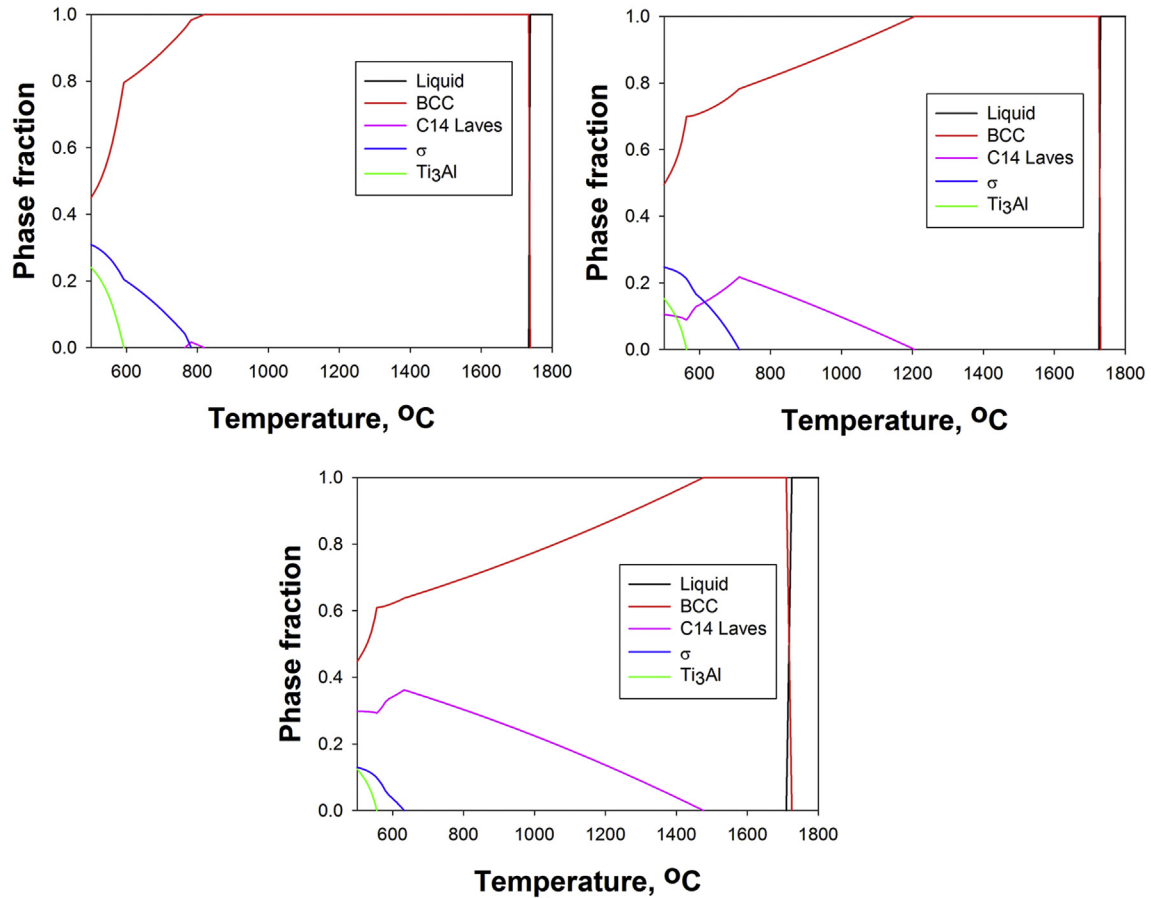 1.0
0.8
0.6
0.4
0.2
0.0
Phase fraction
Liquid
BCC
C14 Laves
σ
Ti3Al
600 800 1000 1200 1400 1600 1800
Temperature, ºC
1.0
0.8
0.6
0.4
0.2
0.0
Phase fraction
Liquid
BCC
C14 Laves
σ
Ti3Al
600 800 1000 1200 1400 1600 1800
Temperature, ºC
1.0
0.8
0.6
0.4
0.2
0.0
Phase fraction
Liquid
BCC
C14 Laves
σ
Ti3Al
600 800 1000 1200 1400 1600 1800
Temperature, ºC